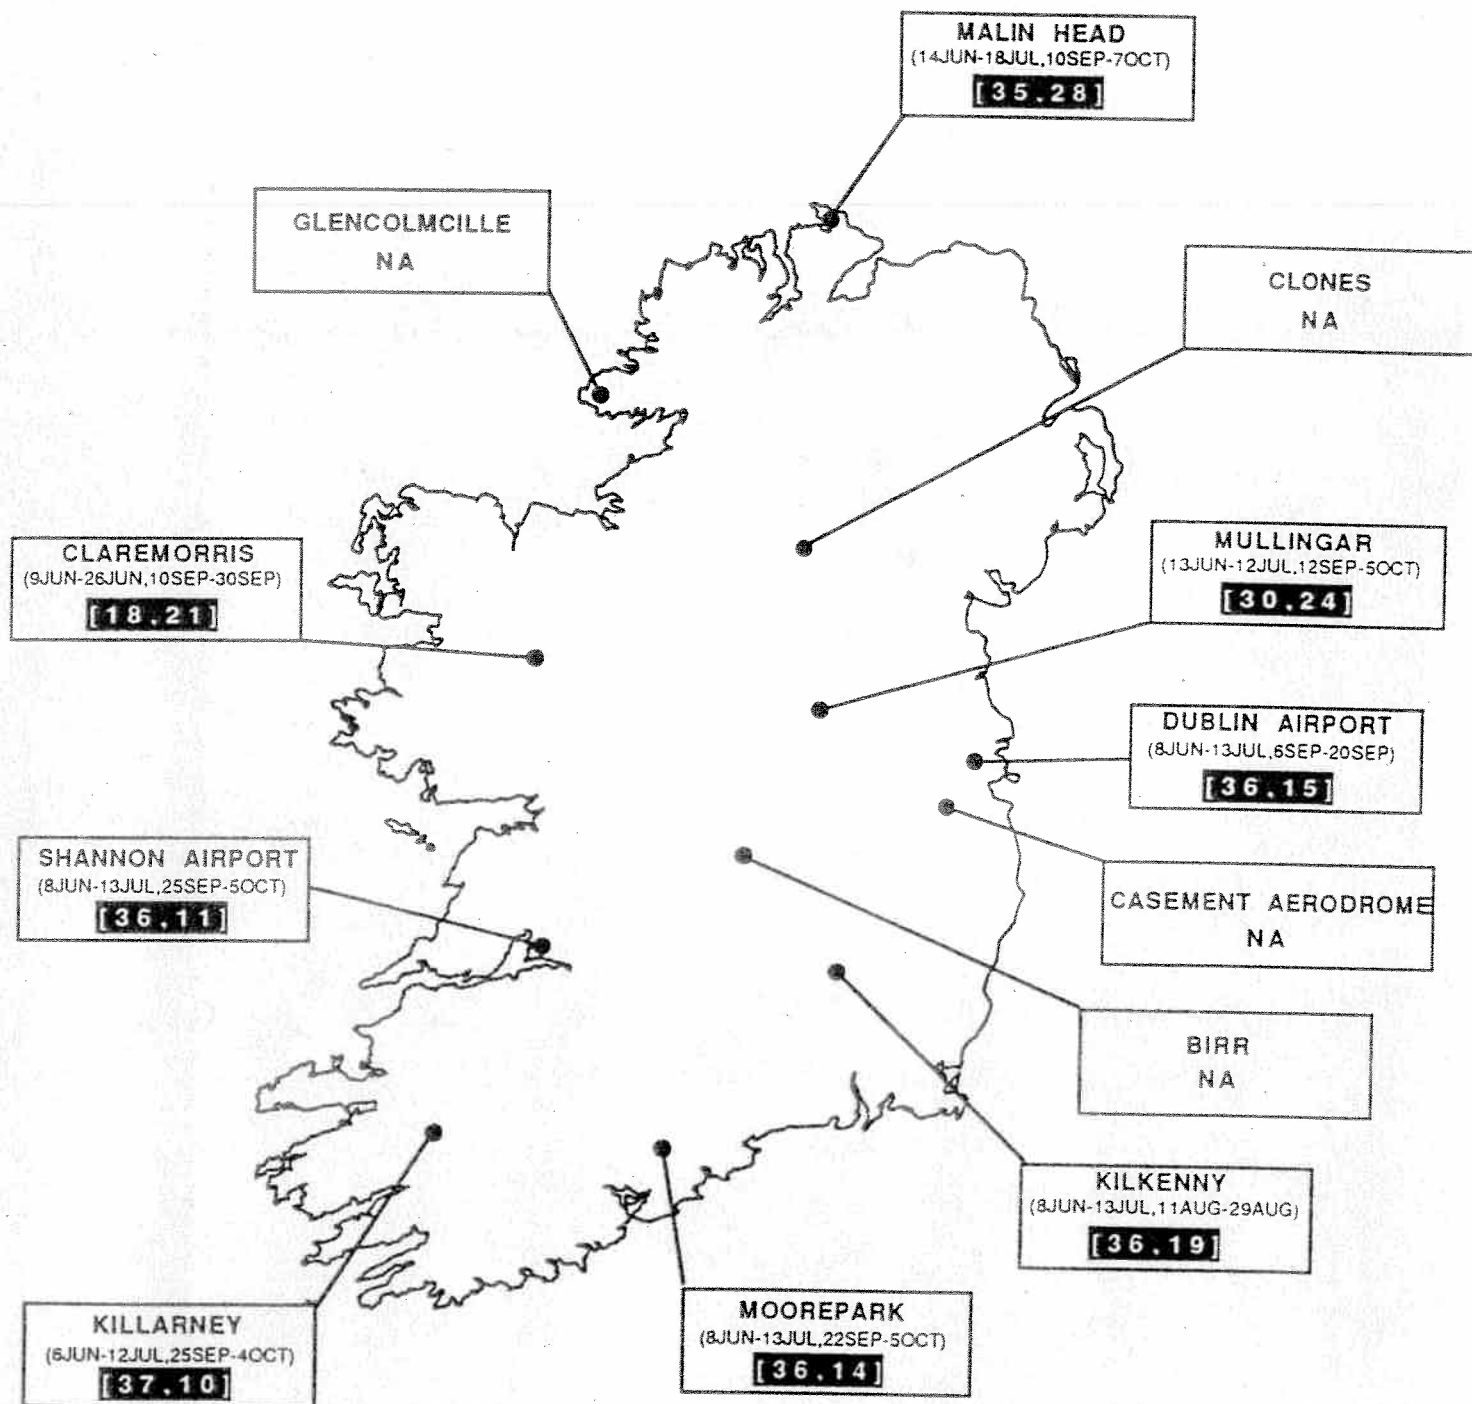 MALIN HEAD
(14JUN-18JUL,10SEP-7OCT)
[35.28]
GLENCOLMCILLE
NA
CLONES
NA
CLAREMORRIS
(9JUN-26JUN,10SEP-30SEP)
[18.21]
MULLINGAR
(13JUN-12JUL,12SEP-5OCT)
[30.24]
DUBLIN AIRPORT
(8JUN-13JUL,6SEP-20SEP)
[36.15]
SHANNON AIRPORT
(8JUN-13JUL,25SEP-5OCT)
[36.11]
CASEMENT AERODROME
NA
BIRR
NA
KILKENNY
(8JUN-13JUL,11AUG-29AUG)
[36.19]
MOOREPARK
(8JUN-13JUL,22SEP-5OCT)
[36.14]
KILLARNEY
(6JUN-12JUL,25SEP-4OCT)
[37.10]